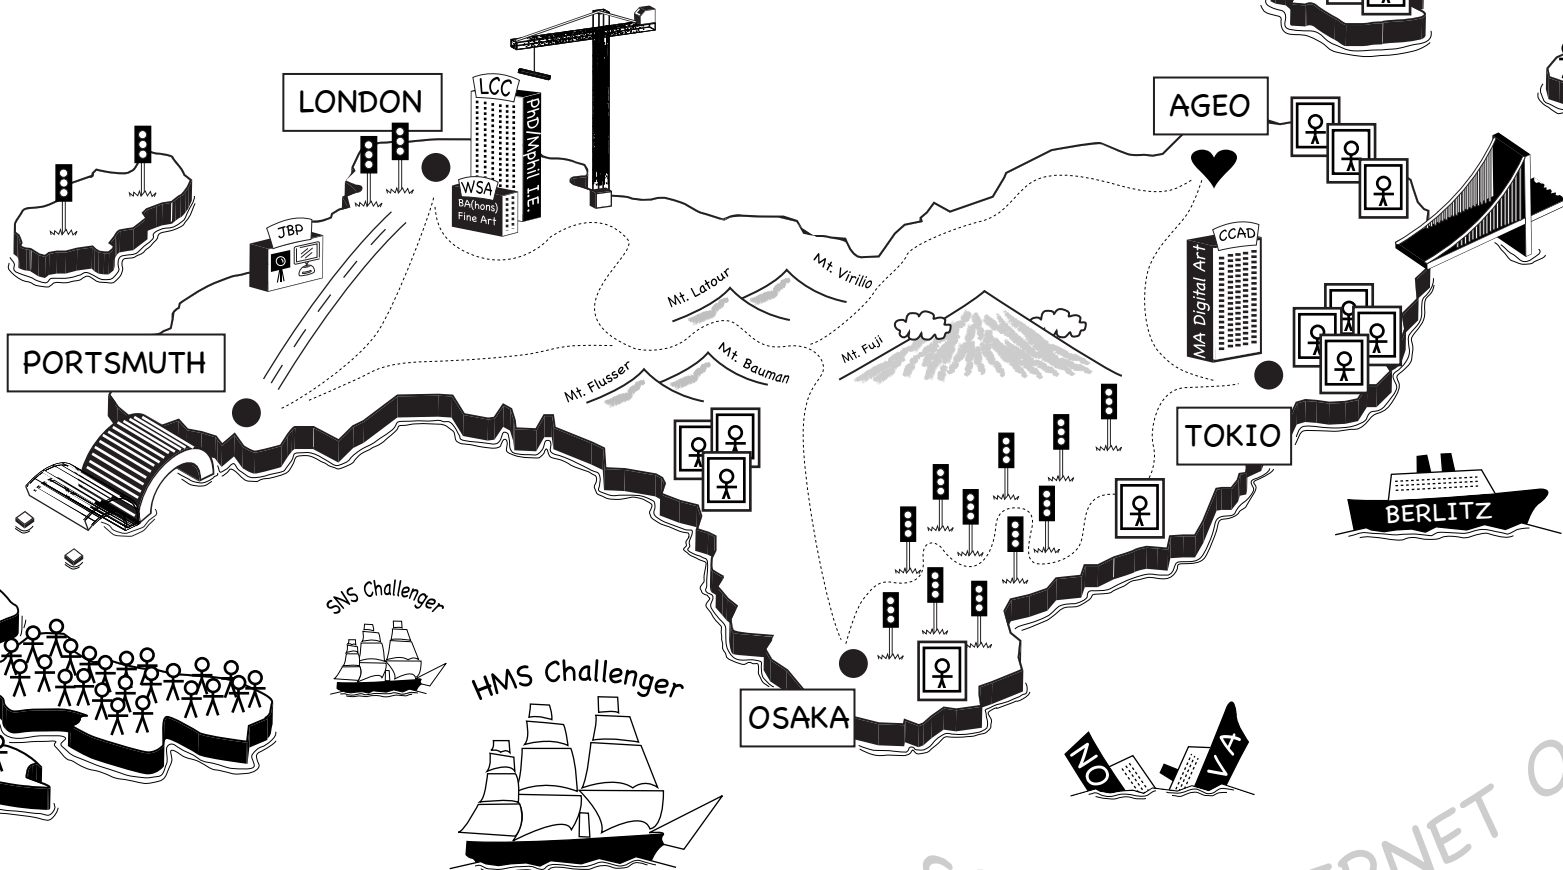 LONDON
LCC
PhD/Mphil I.E.
AGEO
WSA
BA(hons)
Fine Art
JBP
CCAD
MA Digital Art
Mt. Latour
Mt. Virilio
PORTSMUTH
Mt. Fuji
Mt. Flusser
Mt. Bauman
TOKIO
BERLITZ
SNS Challenger
HMS Challenger
OSAKA
NO
VA